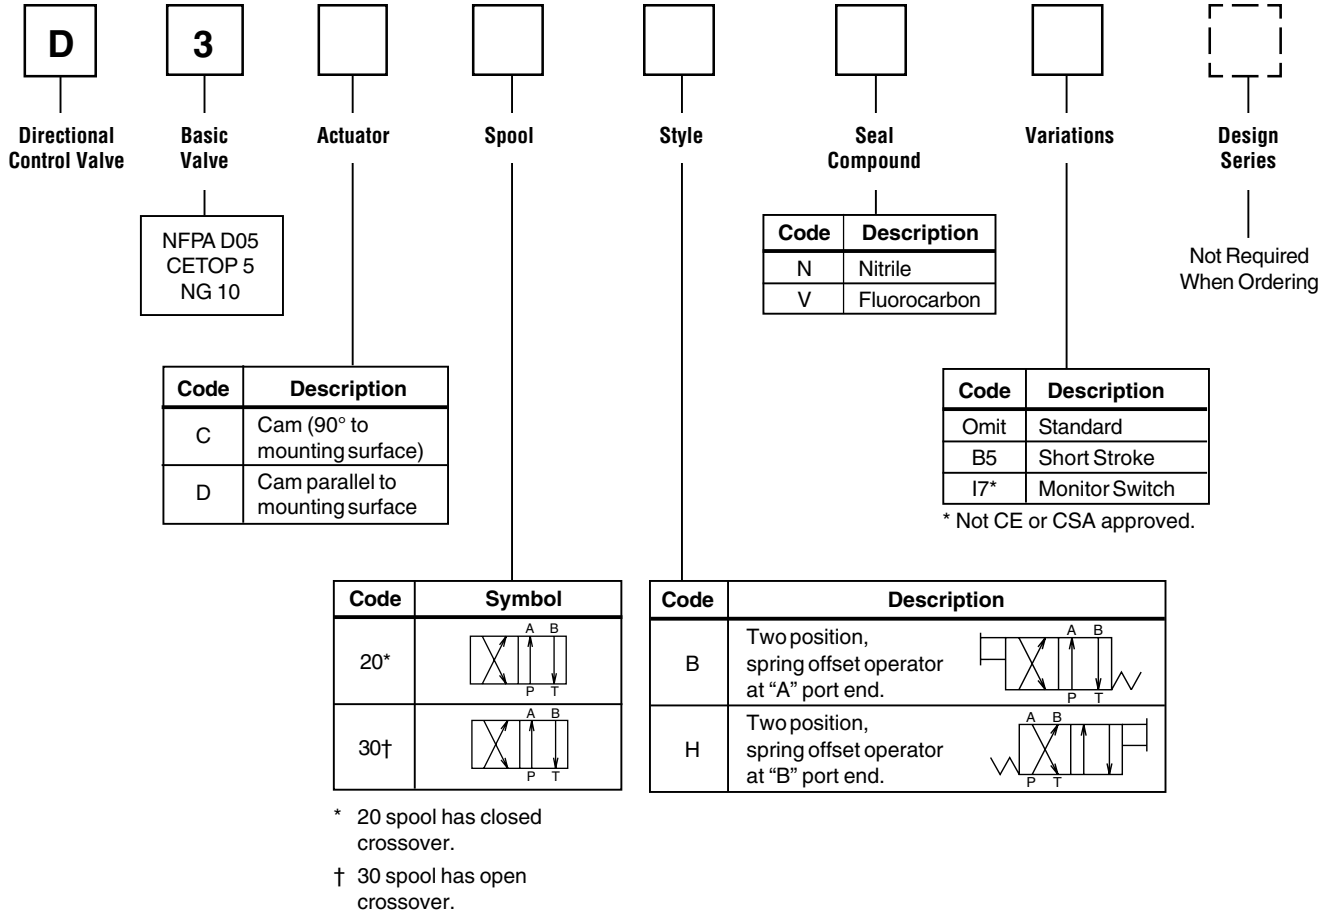 D
3
Directional
Control Valve
Basic
Valve
Actuator
Spool
Style
Seal
Compound
Variations
Design
Series
NFPA D05
CETOP 5
NG 10
Code Description
N Nitrile
V Fluorocarbon
Not Required
When Ordering
Code Description
C Cam (90° to
mounting surface)
D Cam parallel to
mounting surface
Code Description
Omit Standard
B5 Short Stroke
I7* Monitor Switch
* Not CE or CSA approved.
Code Symbol
20*
A B
P T
30†
A B
P T
* 20 spool has closed
crossover.
† 30 spool has open
crossover.
Code Description
B Two position,
spring offset operator
at “A” port end.
A B
P T
H Two position,
spring offset operator
at “B” port end.
A B
P T